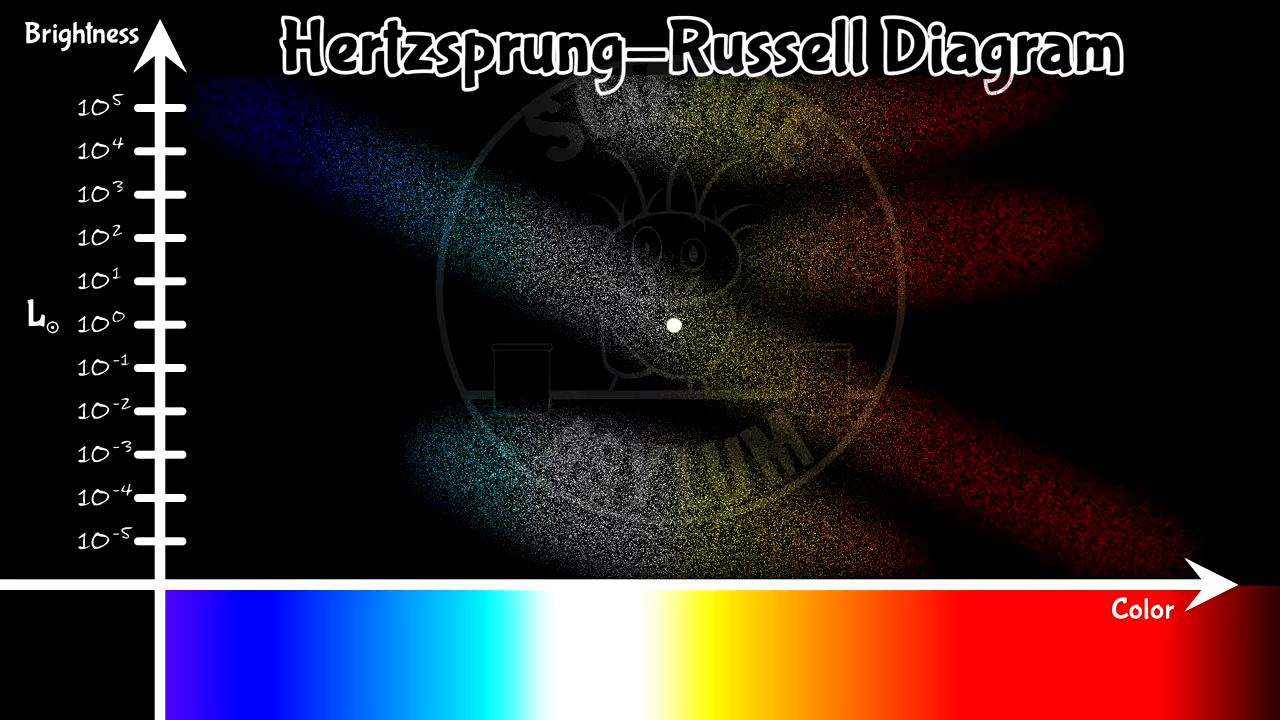 Hertzsprung–Russell Diagram
Brightness
10⁵
10⁴
10³
10²
10¹
L☉ 10⁰
10⁻¹
10⁻²
10⁻³
10⁻⁴
10⁻⁵
Color